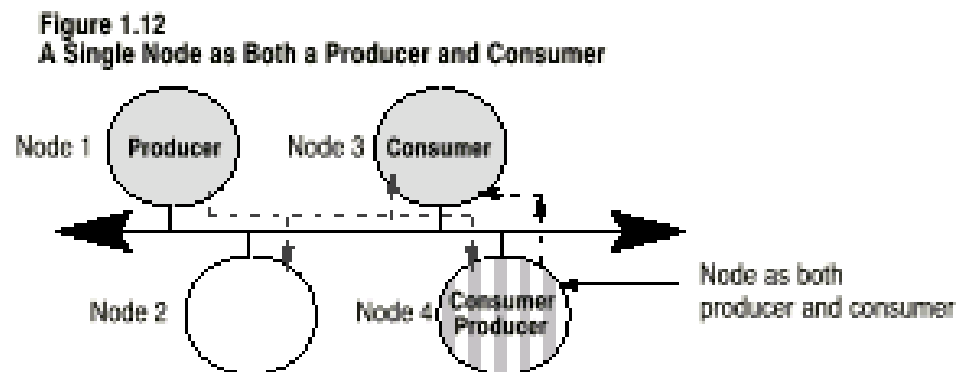 Figure 1.12
A Single Node as Both a Producer and Consumer
Node 1
Producer
Node 3
Consumer
Node 2
Node 4
Consumer
Producer
Node as both
producer and consumer